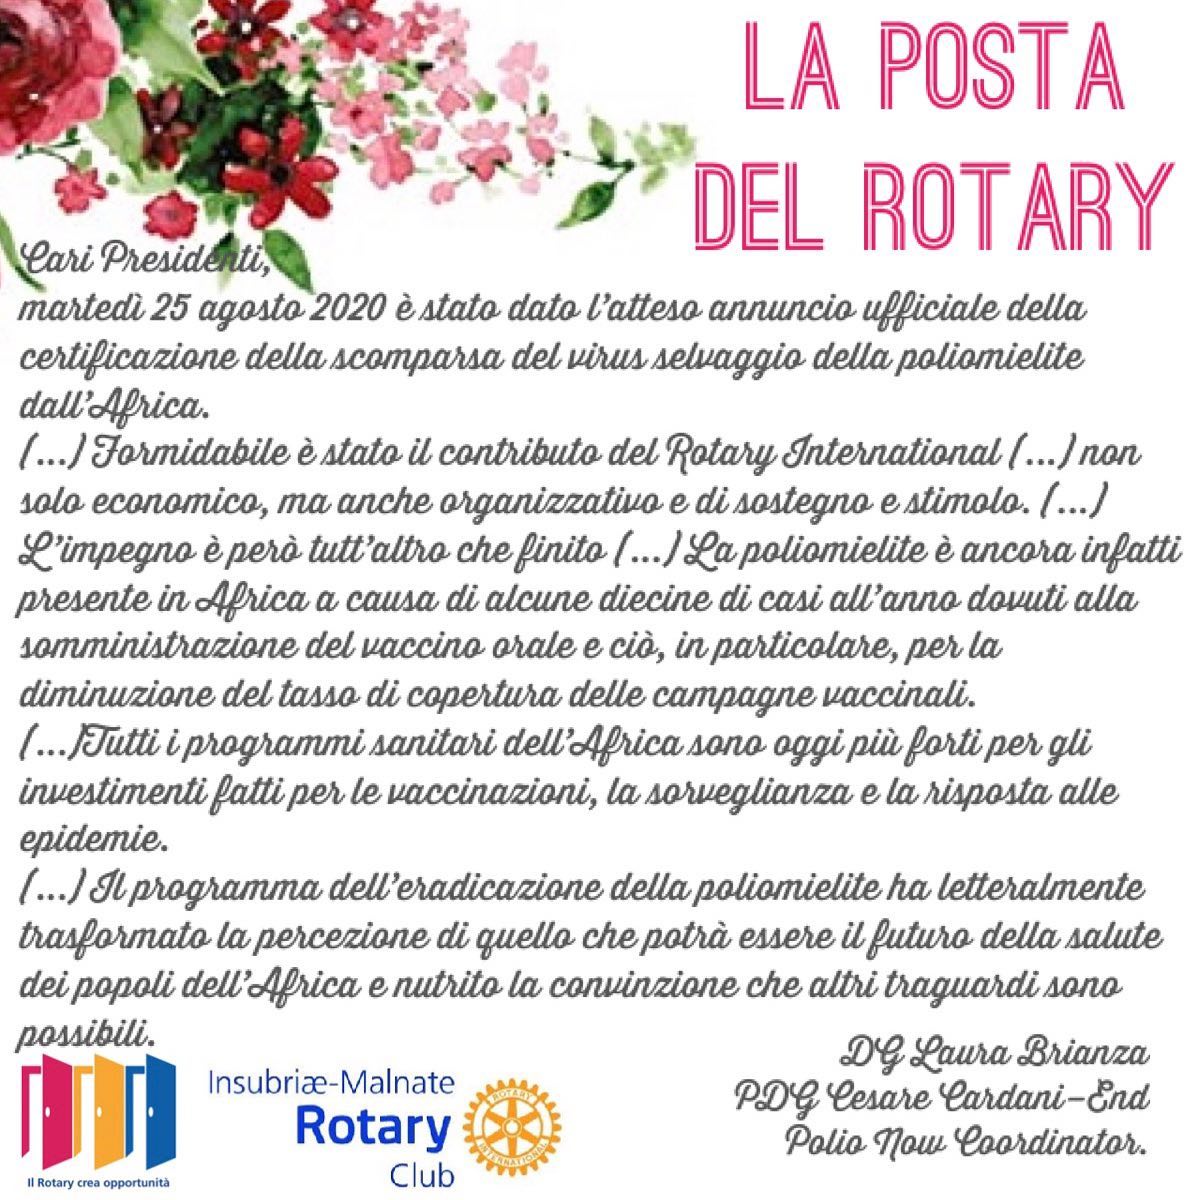 LA POSTA
DEL ROTARY
Cari Presidenti,
martedì 25 agosto 2020 è stato dato l'atteso annuncio ufficiale della
certificazione della scomparsa del virus selvaggio della poliomielite
dall'Africa.
(...) Formidabile è stato il contributo del Rotary International (...) non
solo economico, ma anche organizzativo e di sostegno e stimolo. (...)
L'impegno è però tutt'altro che finito (...) La poliomielite è ancora infatti
presente in Africa a causa di alcune diecine di casi all'anno dovuti alla
somministrazione del vaccino orale e ciò, in particolare, per la
diminuzione del tasso di copertura delle campagne vaccinali.
(...)Tutti i programmi sanitari dell'Africa sono oggi più forti per gli
investimenti fatti per le vaccinazioni, la sorveglianza e la risposta alle
epidemie.
(...) Il programma dell'eradicazione della poliomielite ha letteralmente
trasformato la percezione di quello che potrà essere il futuro della salute
dei popoli dell'Africa e nutrito la convinzione che altri traguardi sono
possibili.
DG Laura Brianza
PDG Cesare Cardani-End
Polio Now Coordinator.
Il Rotary crea opportunità
Insubriæ-Malnate
Rotary
Club
ROTARY
INTERNATIONAL